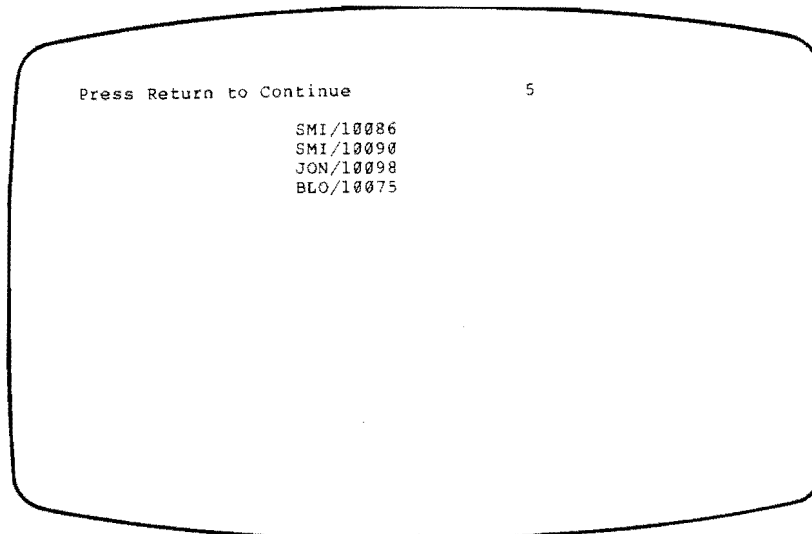 Press Return to Continue 5
SMI/10086
SMI/10090
JON/10098
BLO/10075